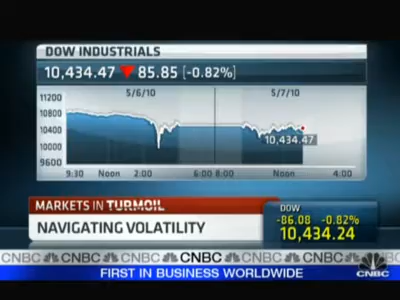 DOW INDUSTRIALS
10,434.47 ▼ 85.85 (-0.82%)
5/6/10 5/7/10
11200
10800
10400
10000
9600
10,434.47
9:30 Noon 2:00 6:00 8:00 Noon 4:00
MARKETS IN TURMOIL
NAVIGATING VOLATILITY
DOW
-86.08 -0.82%
10,434.24
CNBC CNBC CNBC CNBC CNBC CNBC CNBC
FIRST IN BUSINESS WORLDWIDE
CNBC